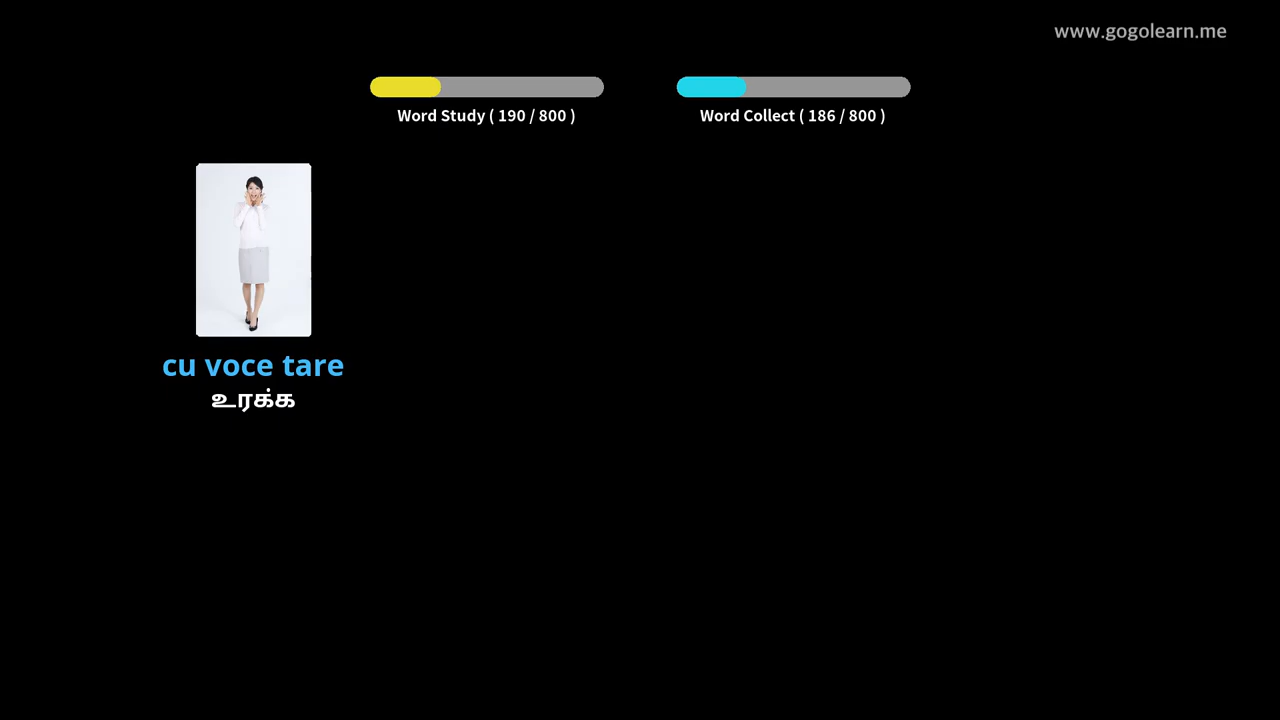 www.gogolearn.me
Word Study ( 190 / 800 )
Word Collect ( 186 / 800 )
cu voce tare
உரக்க